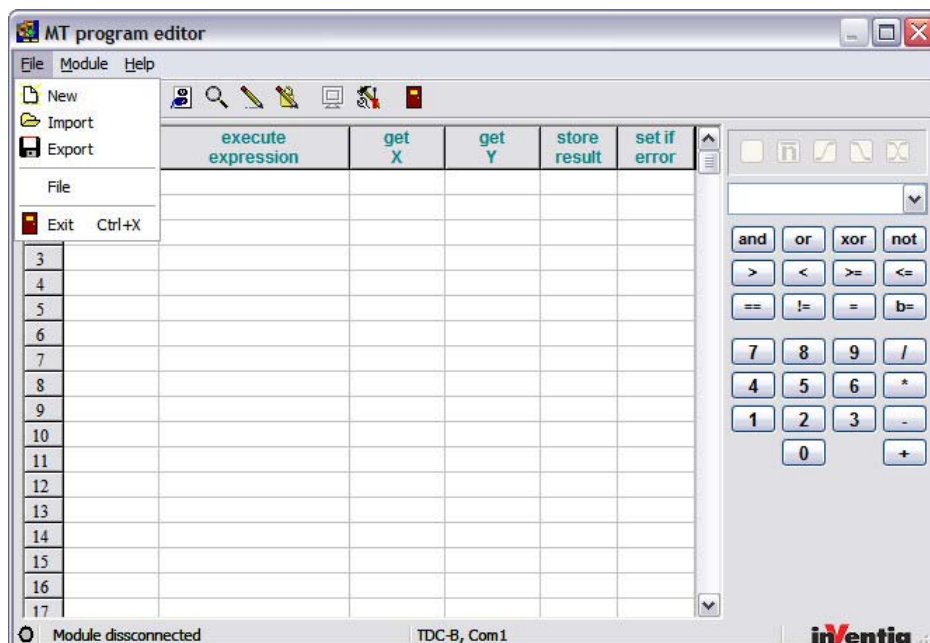 MT program editor
File Module Help
New
Import
Export
File
Exit Ctrl+X
execute expression
get X
get Y
store result
set if error
3
4
5
6
7
8
9
10
11
12
13
14
15
16
17
and or xor not
> < >= <=
== != = b=
7 8 9 /
4 5 6 *
1 2 3 -
0 +
Module dissconnected
TDC-B, Com1
inVentia